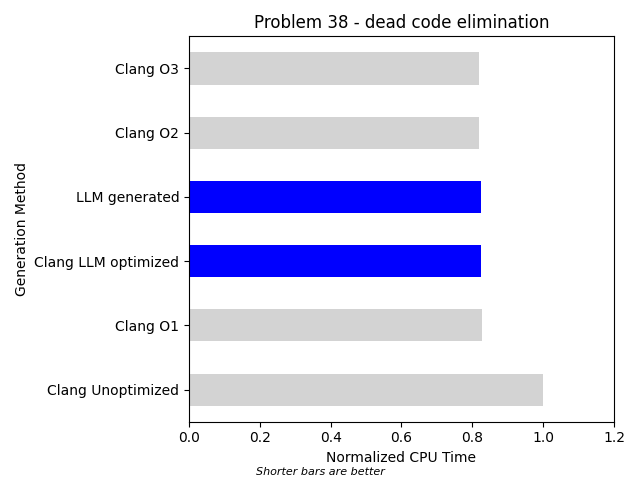 Problem 38 - dead code elimination
Clang O3
Clang O2
LLM generated
Clang LLM optimized
Clang O1
Clang Unoptimized
Generation Method
0.0 0.2 0.4 0.6 0.8 1.0 1.2
Normalized CPU Time
Shorter bars are better